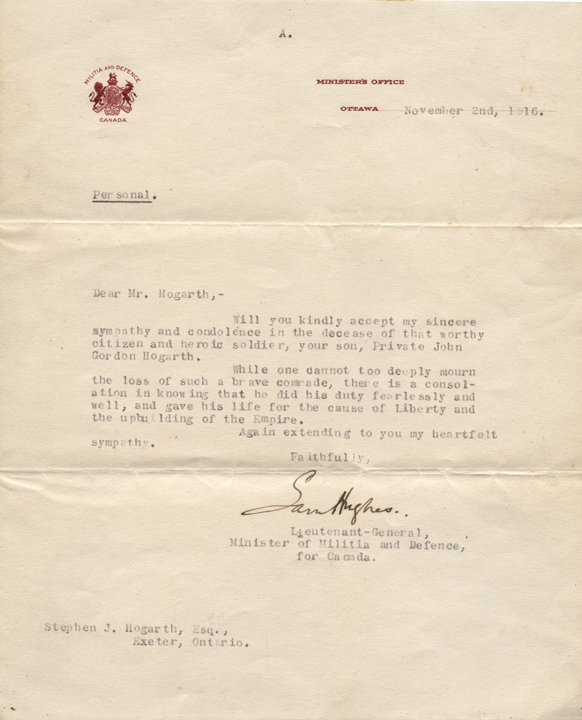 A.
MILITIA AND DEFENCE
CANADA
MINISTER'S OFFICE
OTTAWA November 2nd, 1916.
Personal.
Dear Mr. Hogarth,-
Will you kindly accept my sincere
sympathy and condolence in the decease of that worthy
citizen and heroic soldier, your son, Private John
Gordon Hogarth.
While one cannot too deeply mourn
the loss of such a brave comrade, there is a consol-
ation in knowing that he did his duty fearlessly and
well, and gave his life for the cause of Liberty and
the upbuilding of the Empire.
Again extending to you my heartfelt
sympathy.
Faithfully,
Sam Hughes.
Lieutenant-General,
Minister of Militia and Defence,
for Canada.
Stephen J. Hogarth, Esq.,
Exeter, Ontario.